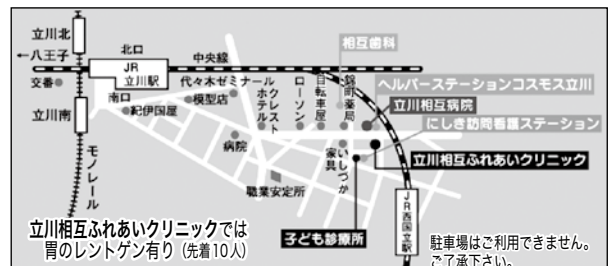 立川北
←八王子
北口
JR
立川駅
中央線
相互歯科
交番
南口
代々木ゼミナール
模型店
紀伊国屋
立川南
クレスト
ホテル
ローソン
自転車屋
錦町薬局
ヘルパーステーションコスモス立川
立川相互病院
にしき訪問看護ステーション
病院
いしづか
家具
立川相互ふれあいクリニック
モノレール
職業安定所
子ども診療所
JR西国立駅
立川相互ふれあいクリニックでは
胃のレントゲン有り（先着10人）
駐車場はご利用できません。
ご了承下さい。